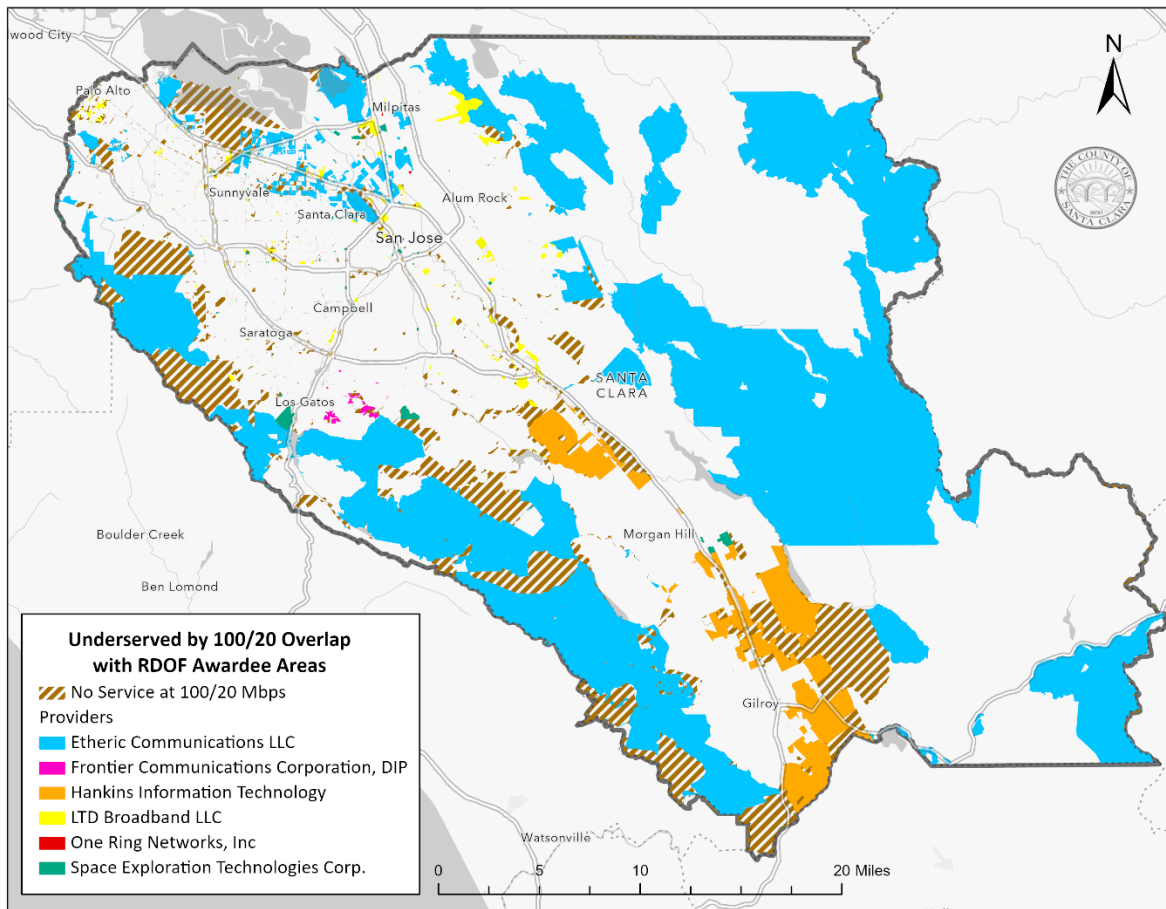 wood City
N
Palo Alto
Milpitas
THE COUNTY OF
SANTA CLARA
1850
Sunnyvale
Alum Rock
Santa Clara
San Jose
Campbell
Saratoga
SANTA
CLARA
Los Gatos
Morgan Hill
Boulder Creek
Ben Lomond
Gilroy
Watsonville
Underserved by 100/20 Overlap
with RDOF Awardee Areas
No Service at 100/20 Mbps
Providers
Etheric Communications LLC
Frontier Communications Corporation, DIP
Hankins Information Technology
LTD Broadband LLC
One Ring Networks, Inc
Space Exploration Technologies Corp.
0 5 10 20 Miles